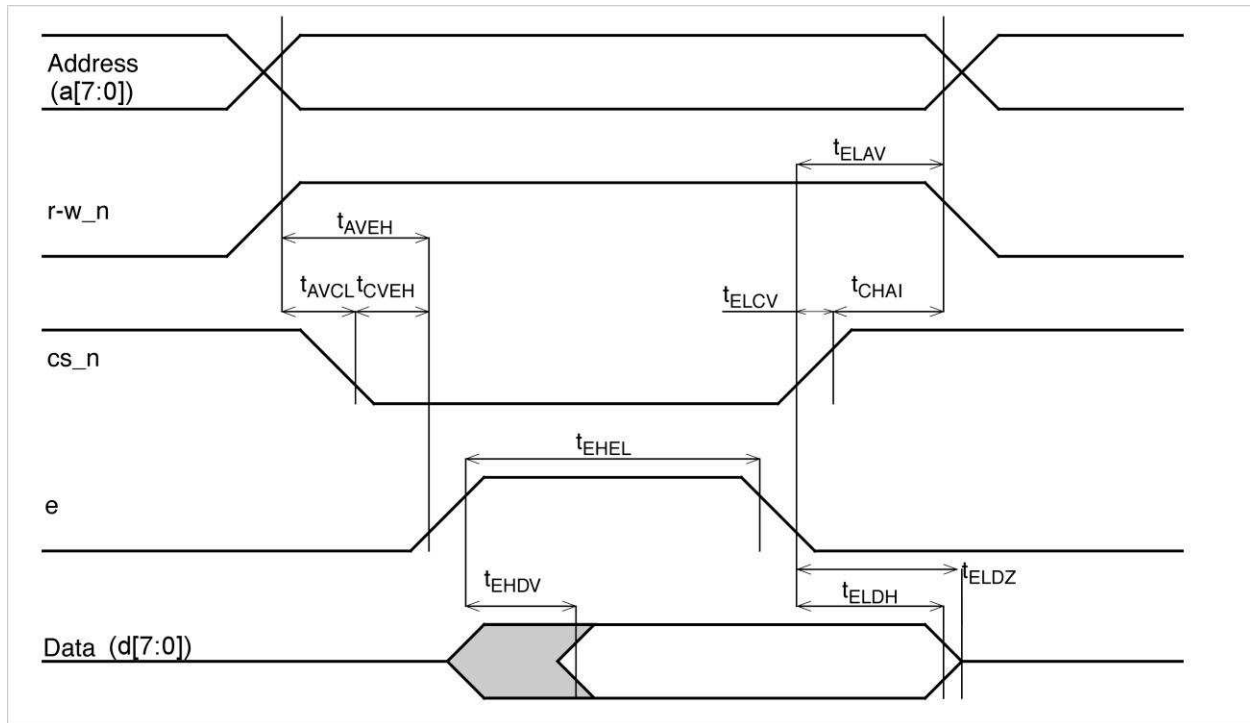 Address
(a[7:0])
tELAV
r-w_n
tAVEH
tAVCL tCVEH
tELCV
tCHAI
cs_n
tEHEL
e
tEHDV
tELDZ
tELDH
Data (d[7:0])